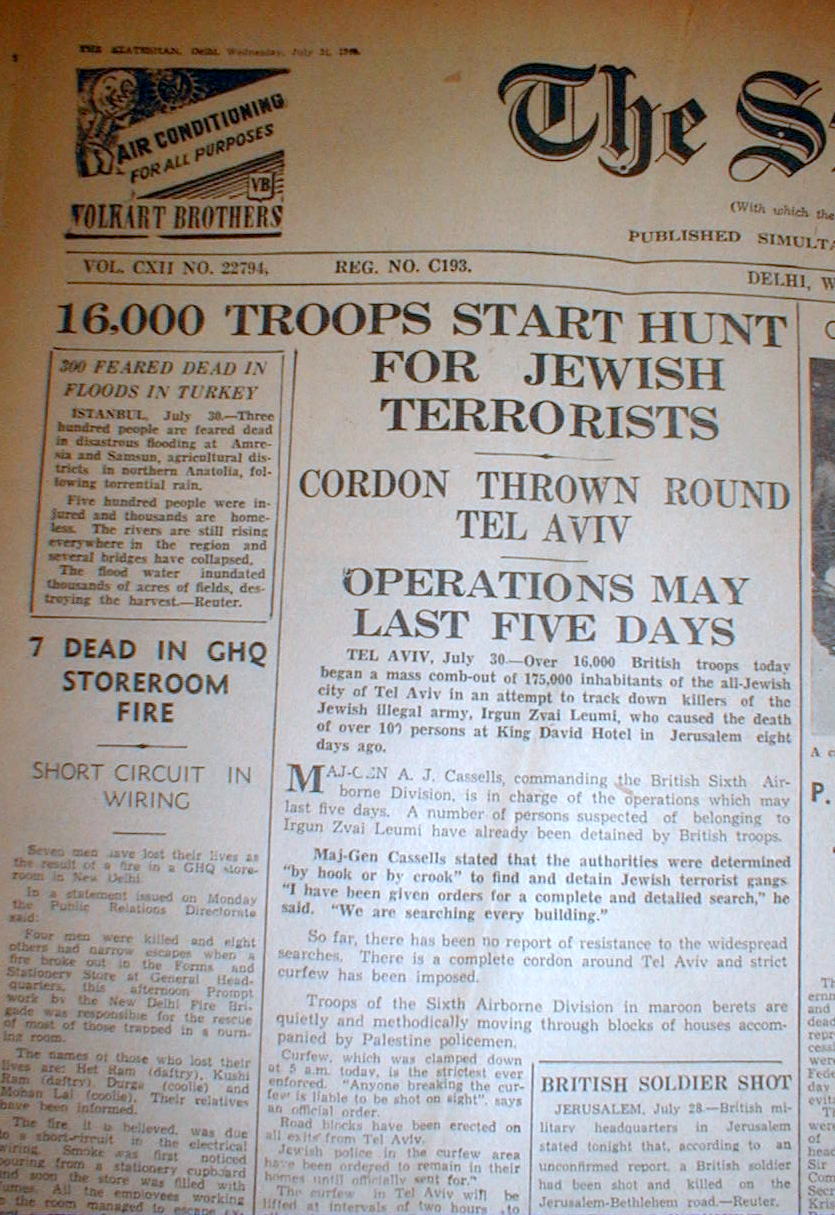 THE STATESMAN, Delhi, Wednesday, July 31,
AIR CONDITIONING
FOR ALL PURPOSES
VB
VOLKART BROTHERS
The S
(With which the
PUBLISHED SIMULTA
VOL. CXII NO. 22794. REG. NO. C193. DELHI, W
16,000 TROOPS START HUNT
FOR JEWISH
TERRORISTS
CORDON THROWN ROUND
TEL AVIV
OPERATIONS MAY
LAST FIVE DAYS
TEL AVIV, July 30.—Over 16,000 British troops today
began a mass comb-out of 175,000 inhabitants of the all-Jewish
city of Tel Aviv in an attempt to track down killers of the
Jewish illegal army, Irgun Zvai Leumi, who caused the death
of over 100 persons at King David Hotel in Jerusalem eight
days ago.
MAJ-GEN A. J. Cassells, commanding the British Sixth Air-
borne Division, is in charge of the operations which may
last five days. A number of persons suspected of belonging to
Irgun Zvai Leumi have already been detained by British troops.
Maj-Gen Cassells stated that the authorities were determined
"by hook or by crook" to find and detain Jewish terrorist gangs
"I have been given orders for a complete and detailed search," he
said. "We are searching every building."
So far, there has been no report of resistance to the widespread
searches. There is a complete cordon around Tel Aviv and strict
curfew has been imposed.
Troops of the Sixth Airborne Division in maroon berets are
quietly and methodically moving through blocks of houses accom-
panied by Palestine policemen.
Curfew, which was clamped down
at 5 a.m. today, is the strictest ever
enforced. "Anyone breaking the cur-
few is liable to be shot on sight", says
an official order.
Road blocks have been erected on
all exits from Tel Aviv.
Jewish police in the curfew area
have been ordered to remain in their
homes until officially sent for."
The curfew in Tel Aviv will be
lifted at intervals of two hours to
BRITISH SOLDIER SHOT
JERUSALEM, July 28.—British mi-
litary headquarters in Jerusalem
stated tonight that, according to an
unconfirmed report, a British soldier
had been shot and killed on the
Jerusalem-Bethlehem road.—Reuter.
300 FEARED DEAD IN
FLOODS IN TURKEY
ISTANBUL, July 30.—Three
hundred people are feared dead
in disastrous flooding at Amre-
sia and Samsun, agricultural dis-
tricts in northern Anatolia, fol-
lowing torrential rain.
Five hundred people were in-
jured and thousands are home-
less. The rivers are still rising
everywhere in the region and
several bridges have collapsed.
The flood water inundated
thousands of acres of fields, des-
troying the harvest.—Reuter.
7 DEAD IN GHQ
STOREROOM
FIRE
SHORT CIRCUIT IN
WIRING
Seven men have lost their lives as
the result of a fire in a GHQ store-
room in New Delhi
In a statement issued on Monday
the Public Relations Directorate
said:
Four men were killed and eight
others had narrow escapes when a
fire broke out in the Forms and
Stationery Store at General Head-
quarters, this afternoon Prompt
work by the New Delhi Fire Bri-
gade was responsible for the rescue
of most of those trapped in a burn-
ing room.
The names of those who lost their
lives are: Het Ram (daftry), Kushi
Ram (daftry), Durga (coolie) and
Mohan Lal (coolie). Their relatives
have been informed.
The fire it is believed, was due
to a short-circuit in the electrical
wiring. Smoke was first noticed
pouring from a stationery cupboard
and soon the store was filled with
All the employees working
the room managed to escape
A c
P.